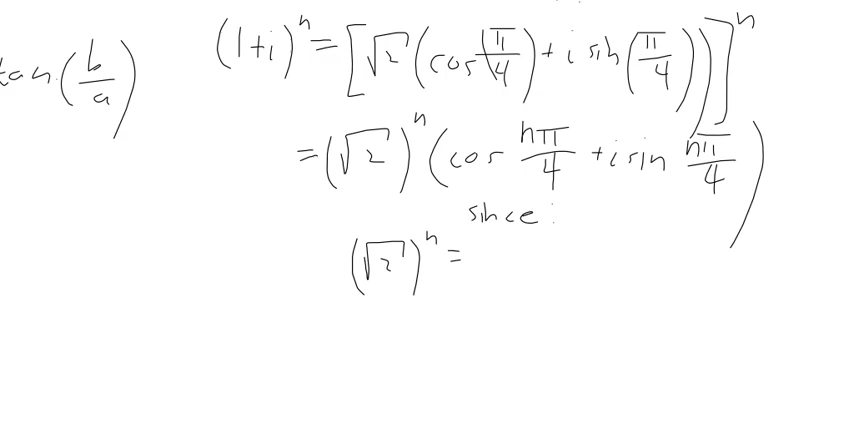 tan(b/a)
(1+i)^n = [√2(cos(π/4) + i sin(π/4))]^n
= (√2)^n (cos nπ/4 + i sin nπ/4)
since
(√2)^n =